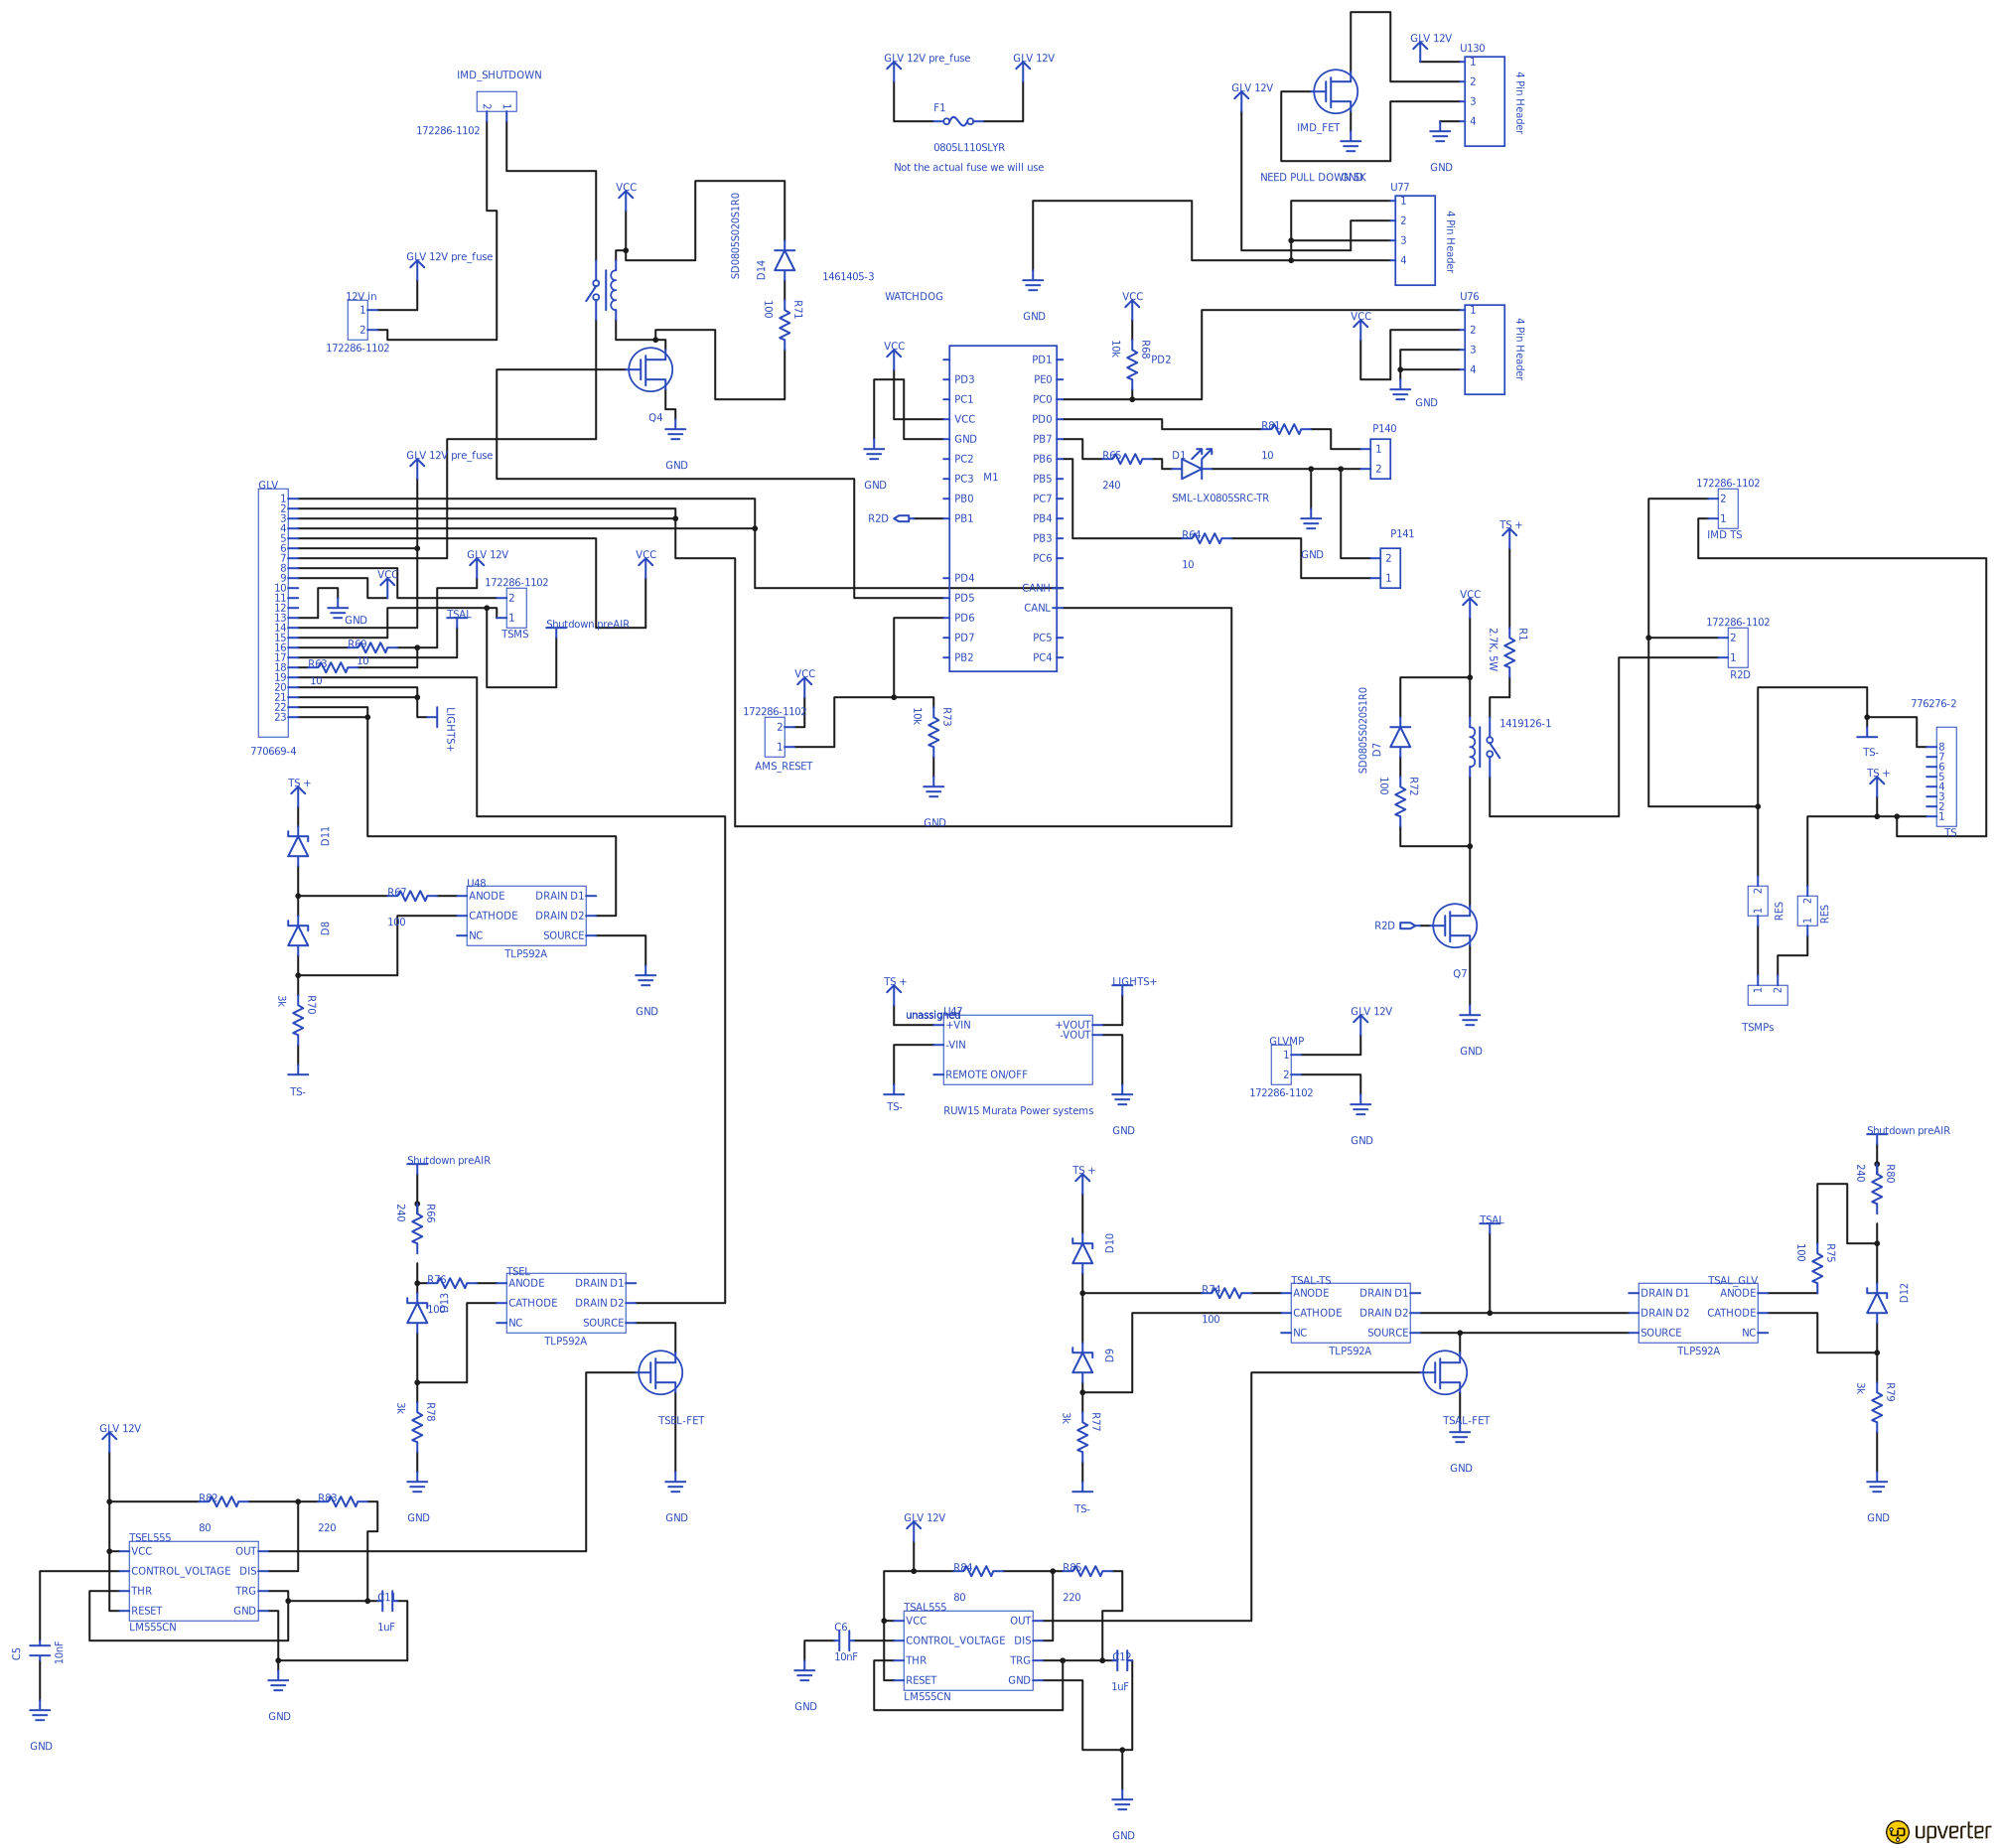 IMD_SHUTDOWN
2 1
172286-1102
GLV 12V pre_fuse
GLV 12V
F1
0805L110SLYR
Not the actual fuse we will use
GLV 12V
U130
1
2
3
4
4 Pin Header
GLV 12V
IMD_FET
GND
NEED PULL DOWN 5K
U77
1
2
3
4
4 Pin Header
GND
VCC
SD0805S020S1R0
D14
1461405-3
R71
100
GLV 12V pre_fuse
12V in
1
2
172286-1102
Q4
GND
WATCHDOG
VCC
R68
10k
PD2
VCC
U76
1
2
3
4
4 Pin Header
GND
VCC
GND
M1
PD3
PC1
VCC
GND
PC2
PC3
PB0
PB1
PD4
PD5
PD6
PD7
PB2
PD1
PE0
PC0
PD0
PB7
PB6
PB5
PC7
PB4
PB3
PC6
CANH
CANL
PC5
PC4
R2D
R81
10
P140
1
2
R65
240
D1
SML-LX0805SRC-TR
GND
R64
10
P141
2
1
GLV 12V pre_fuse
GLV
1
2
3
4
5
6
7
8
9
10
11
12
13
14
15
16
17
18
19
20
21
22
23
770669-4
VCC
GND
GLV 12V
172286-1102
2
1
TSMS
TSAL
Shutdown preAIR
VCC
R69
10
R63
10
LIGHTS+
VCC
172286-1102
2
1
AMS_RESET
R73
10k
GND
TS +
R1
2.7K, 5W
VCC
SD0805S020S1R0
D7
R72
100
1419126-1
R2D
Q7
GND
172286-1102
2
1
IMD TS
172286-1102
2
1
R2D
776276-2
8
7
6
5
4
3
2
1
TS
TS-
TS +
1 2
RES
1 2
RES
1 2
TSMPs
TS +
D11
D8
R67
100
R70
3k
TS-
U48
ANODE
CATHODE
NC
DRAIN D1
DRAIN D2
SOURCE
TLP592A
GND
TS +
unassigned
U47
+VIN
-VIN
REMOTE ON/OFF
+VOUT
-VOUT
TS-
RUW15 Murata Power systems
LIGHTS+
GND
GLV 12V
GLVMP
1
2
172286-1102
GND
Shutdown preAIR
R66
240
R76
100
D13
R78
3k
GND
TSEL
ANODE
CATHODE
NC
DRAIN D1
DRAIN D2
SOURCE
TLP592A
TSEL-FET
GND
TS +
D10
D9
R74
100
R77
3k
TS-
TSAL-TS
ANODE
CATHODE
NC
DRAIN D1
DRAIN D2
SOURCE
TLP592A
TSAL
TSAL-FET
GND
TSAL_GLV
DRAIN D1
DRAIN D2
SOURCE
ANODE
CATHODE
NC
TLP592A
Shutdown preAIR
R80
240
R75
100
D12
R79
3k
GND
GLV 12V
R82
80
R83
220
TSEL555
VCC
CONTROL_VOLTAGE
THR
RESET
OUT
DIS
TRG
GND
LM555CN
C11
1uF
C5
10nF
GND
GND
GLV 12V
R84
80
R85
220
TSAL555
VCC
CONTROL_VOLTAGE
THR
RESET
OUT
DIS
TRG
GND
LM555CN
C6
10nF
GND
C12
1uF
GND
upverter